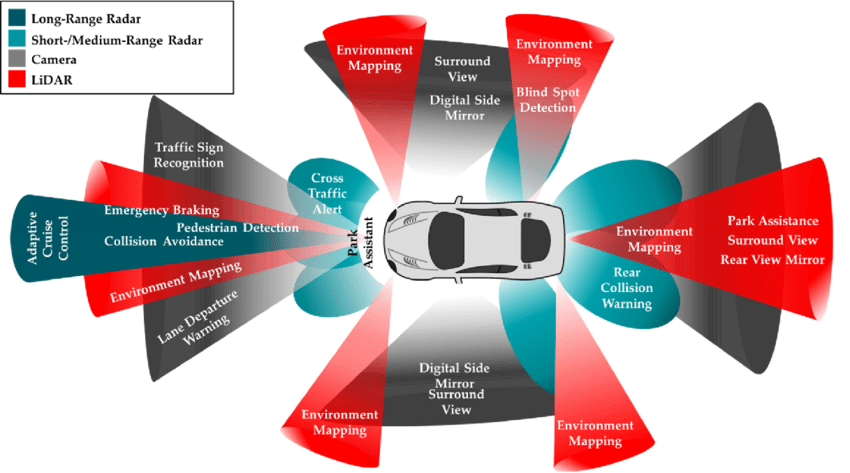 Long-Range Radar
Short-/Medium-Range Radar
Camera
LiDAR
Environment
Mapping
Surround
View
Digital Side
Mirror
Environment
Mapping
Blind Spot
Detection
Traffic Sign
Recognition
Cross
Traffic
Alert
Emergency Braking
Pedestrian Detection
Collision Avoidance
Adaptive
Cruise
Control
Park
Assistant
Environment Mapping
Lane Departure
Warning
Environment
Mapping
Park Assistance
Surround View
Rear View Mirror
Rear
Collision
Warning
Digital Side
Mirror
Surround
View
Environment
Mapping
Environment
Mapping